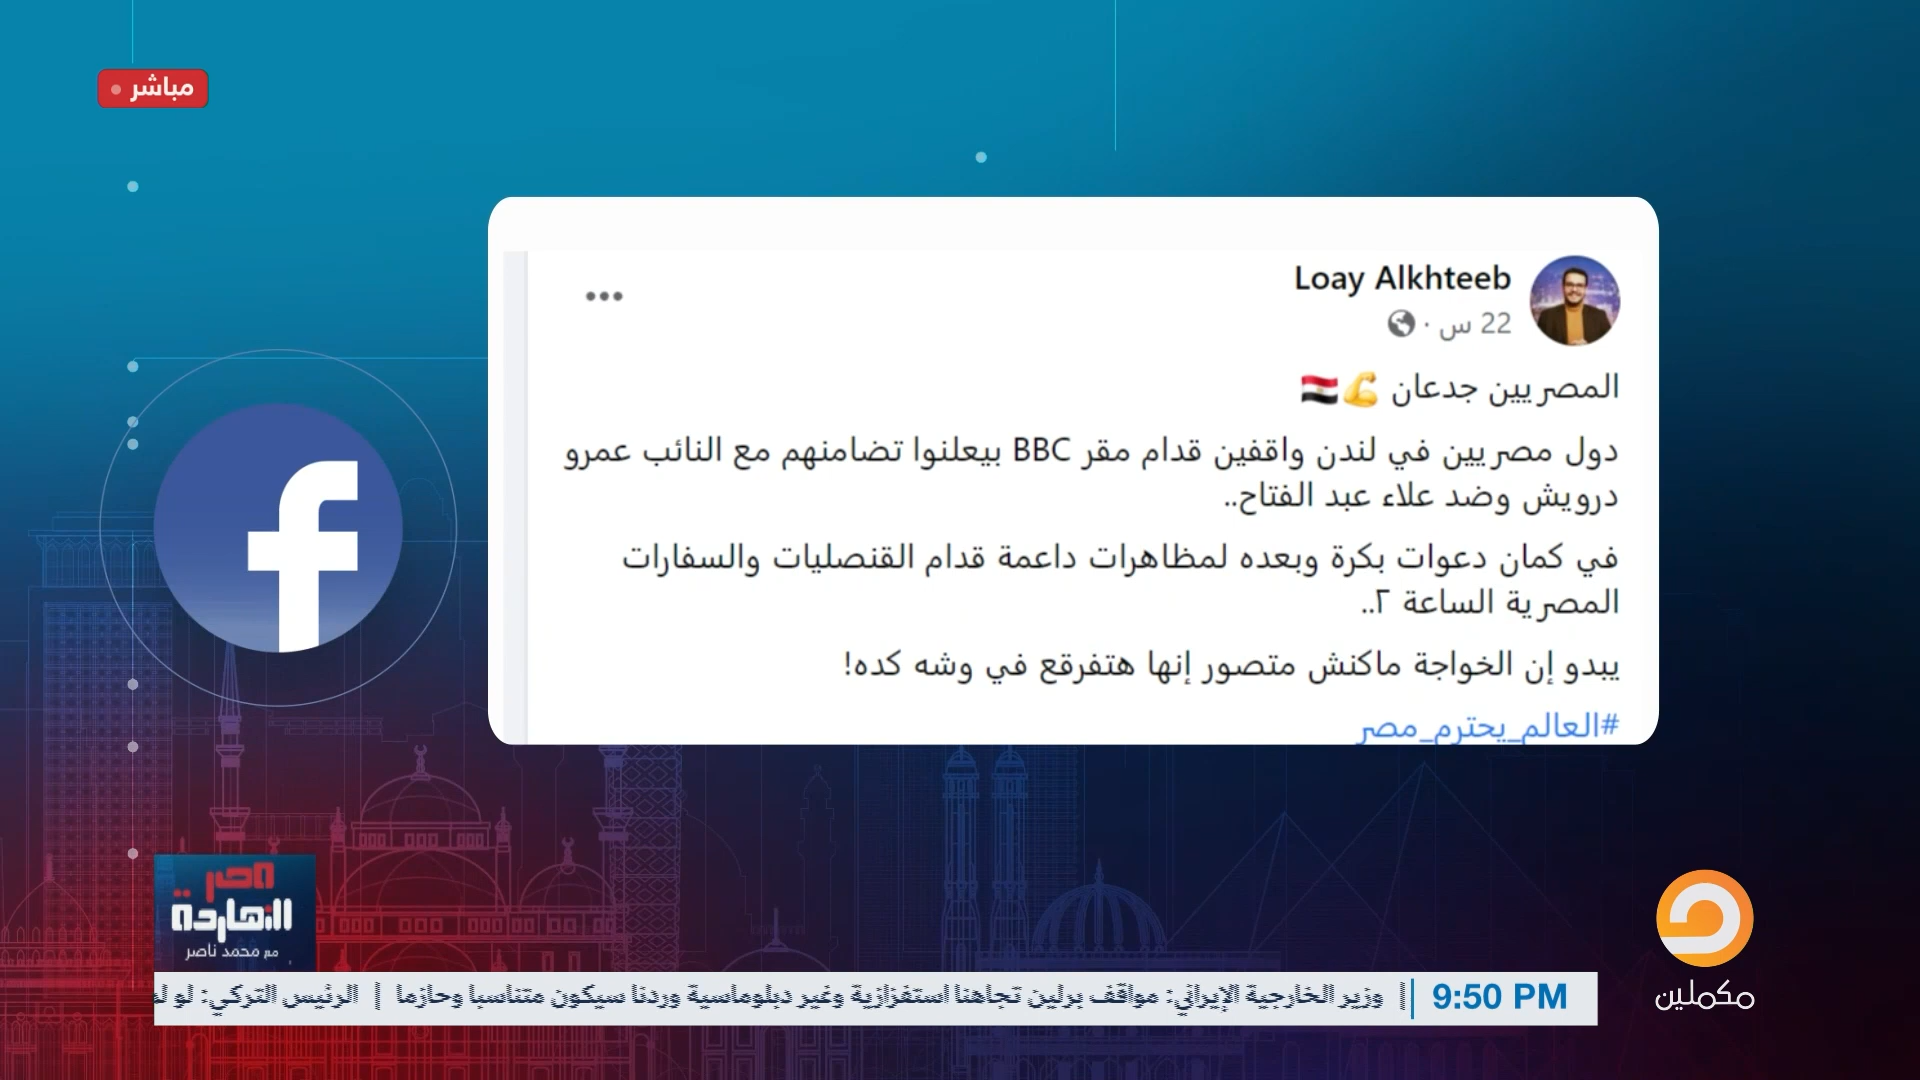 مباشر
Loay Alkhteeb
22 س ·
المصريين جدعان 💪🇪🇬
دول مصريين في لندن واقفين قدام مقر BBC بيعلنوا تضامنهم مع النائب عمرو
درويش وضد علاء عبد الفتاح..
في كمان دعوات بكرة وبعده لمظاهرات داعمة قدام القنصليات والسفارات
المصرية الساعة ٢..
يبدو إن الخواجة ماكنش متصور إنها هتفرقع في وشه كده!
#العالم_يحترم_مصر
مصر
النهاردة
مع محمد ناصر
مكملين
9:50 PM
وزير الخارجية الإيراني: مواقف برلين تجاهنا استفزازية وغير دبلوماسية وردنا سيكون متناسبا وحازما | الرئيس التركي: لو